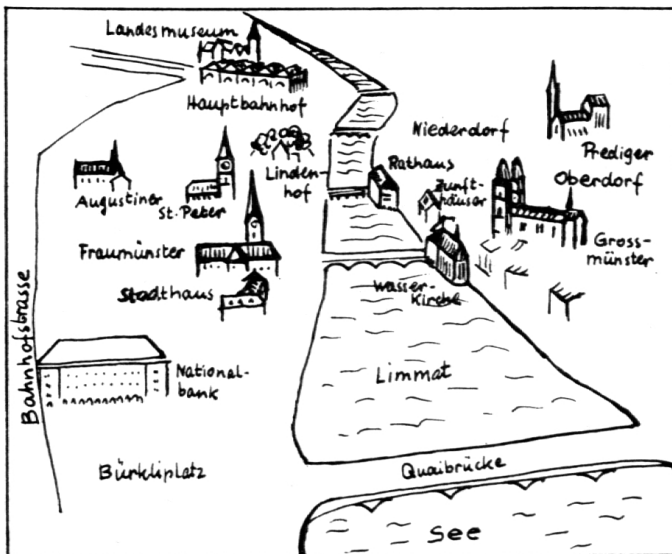 Landesmuseum
Hauptbahnhof
Niederdorf
Prediger
Linden-
hof
Rathaus
Zunft-
häuser
Oberdorf
Augustiner
St. Peter
Gross-
münster
Fraumünster
Stadthaus
Wasser-
Kirche
Bahnhofstrasse
National-
bank
Limmat
Bürkliplatz
Quaibrücke
See